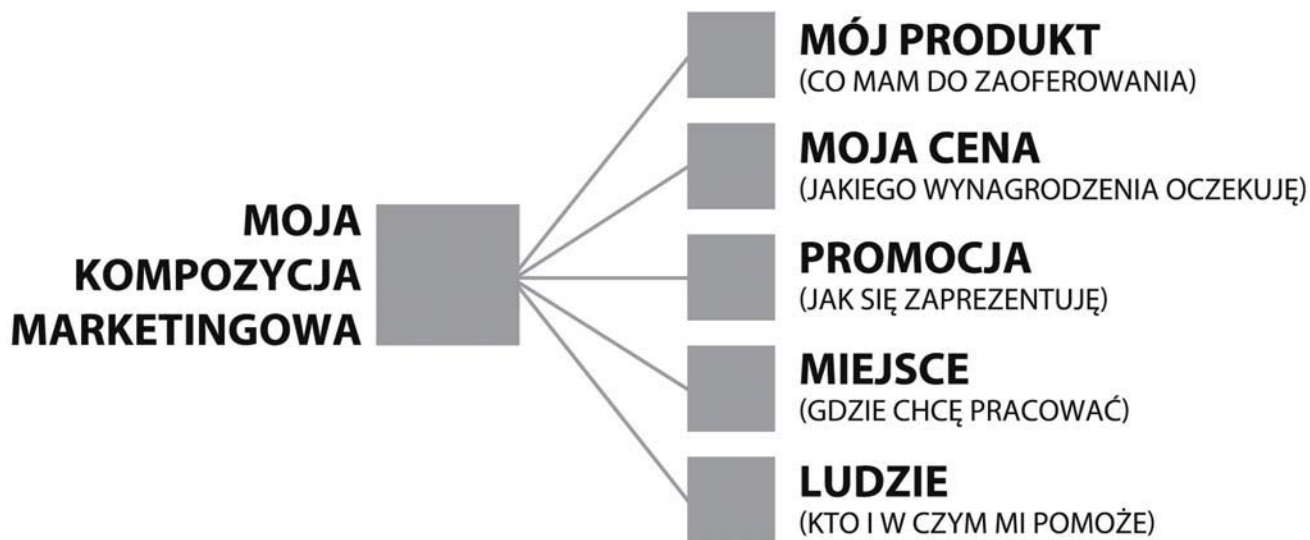 MOJA
KOMPOZYCJA
MARKETINGOWA
MÓJ PRODUKT
(CO MAM DO ZAOFEROWANIA)
MOJA CENA
(JAKIEGO WYNAGRODZENIA OCZEKUJĘ)
PROMOCJA
(JAK SIĘ ZAPREZENTUJĘ)
MIEJSCE
(GDZIE CHCĘ PRACOWAĆ)
LUDZIE
(KTO I W CZYM MI POMOŻE)